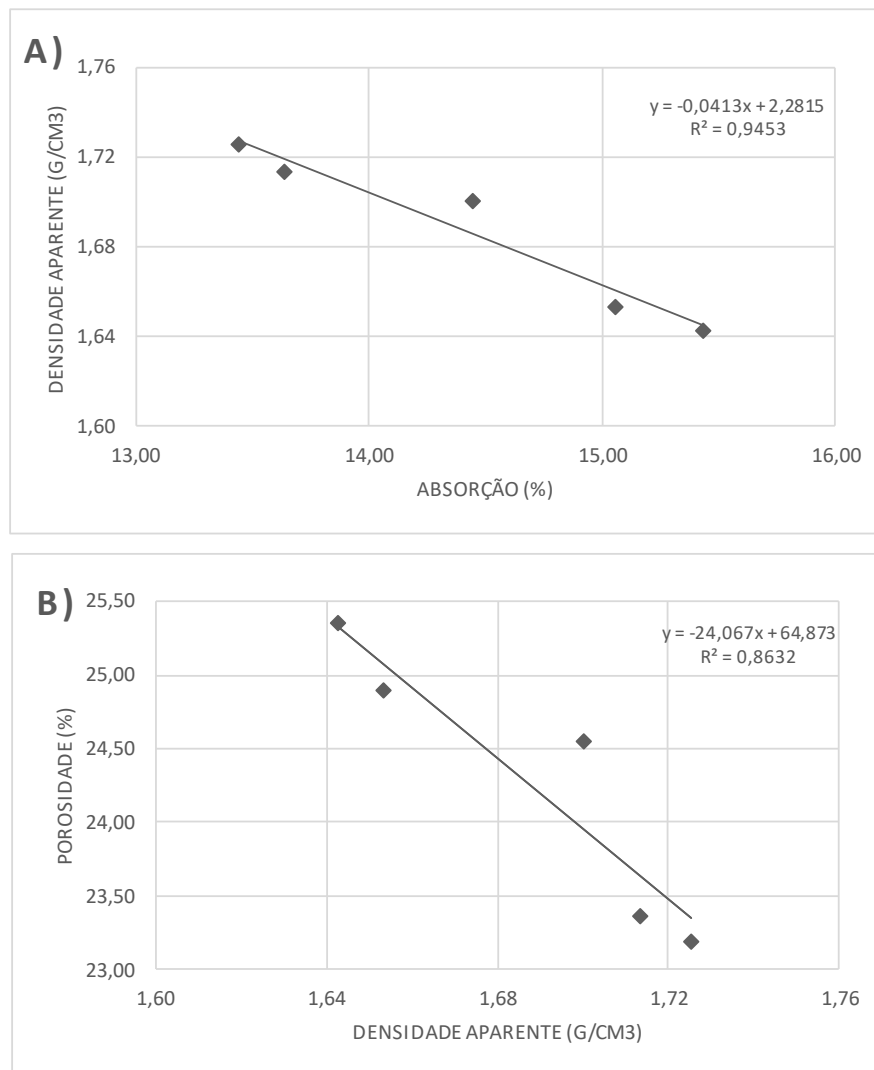 A)
1,76
1,72
1,68
1,64
1,60
DENSIDADE APARENTE (G/CM3)
y = -0,0413x + 2,2815
R² = 0,9453
13,00 14,00 15,00 16,00
ABSORÇÃO (%)
B)
25,50
25,00
24,50
24,00
23,50
23,00
POROSIDADE (%)
y = -24,067x + 64,873
R² = 0,8632
1,60 1,64 1,68 1,72 1,76
DENSIDADE APARENTE (G/CM3)